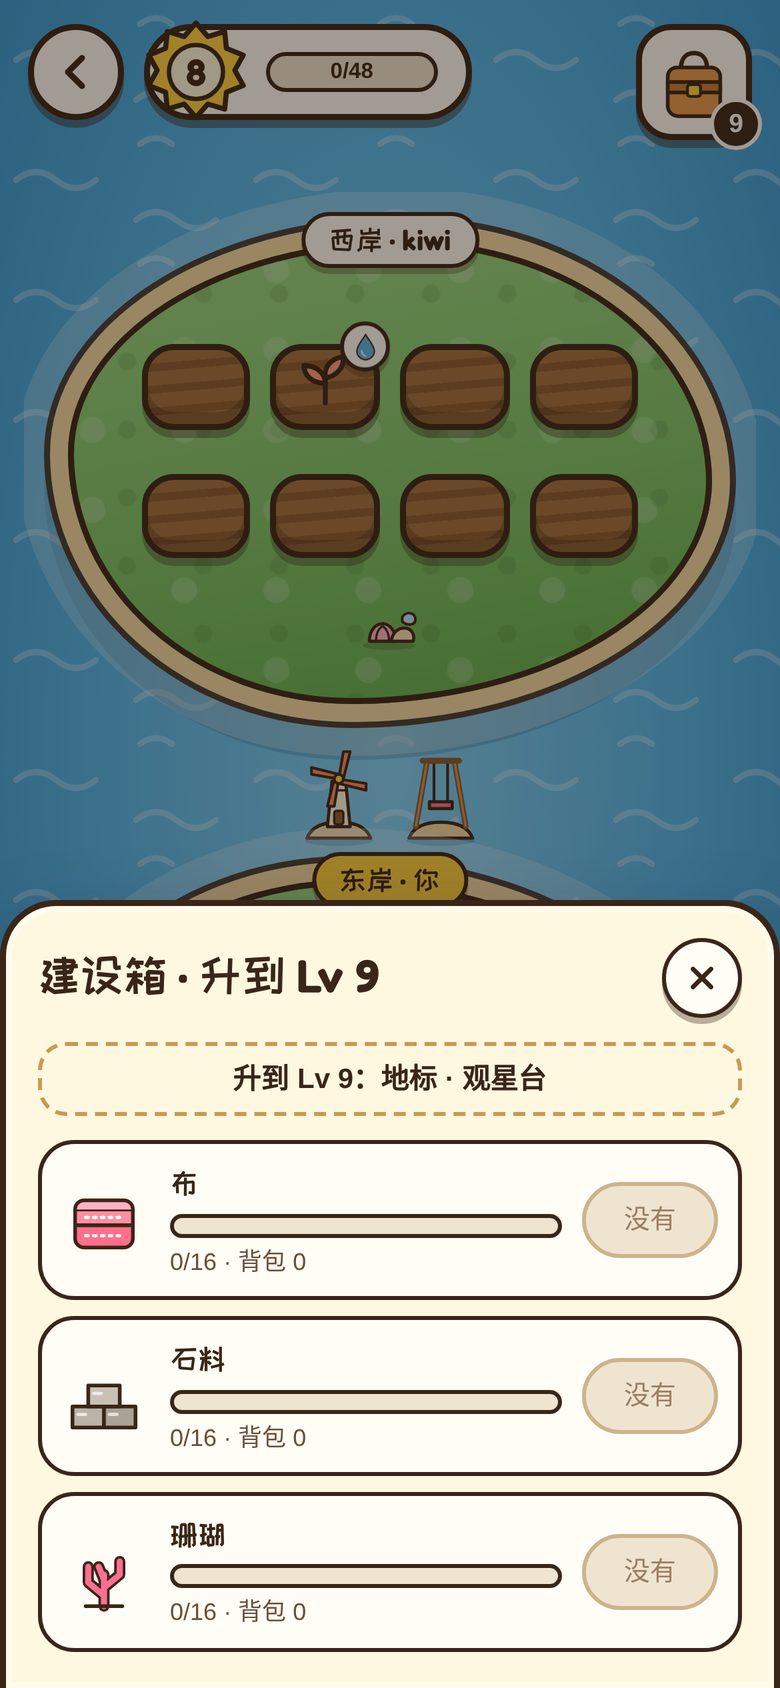 8
0/48
9
西岸 · kiwi
东岸 · 你
建设箱 · 升到 Lv 9
升到 Lv 9：地标 · 观星台
布
没有
0/16 · 背包 0
石料
没有
0/16 · 背包 0
珊瑚
没有
0/16 · 背包 0